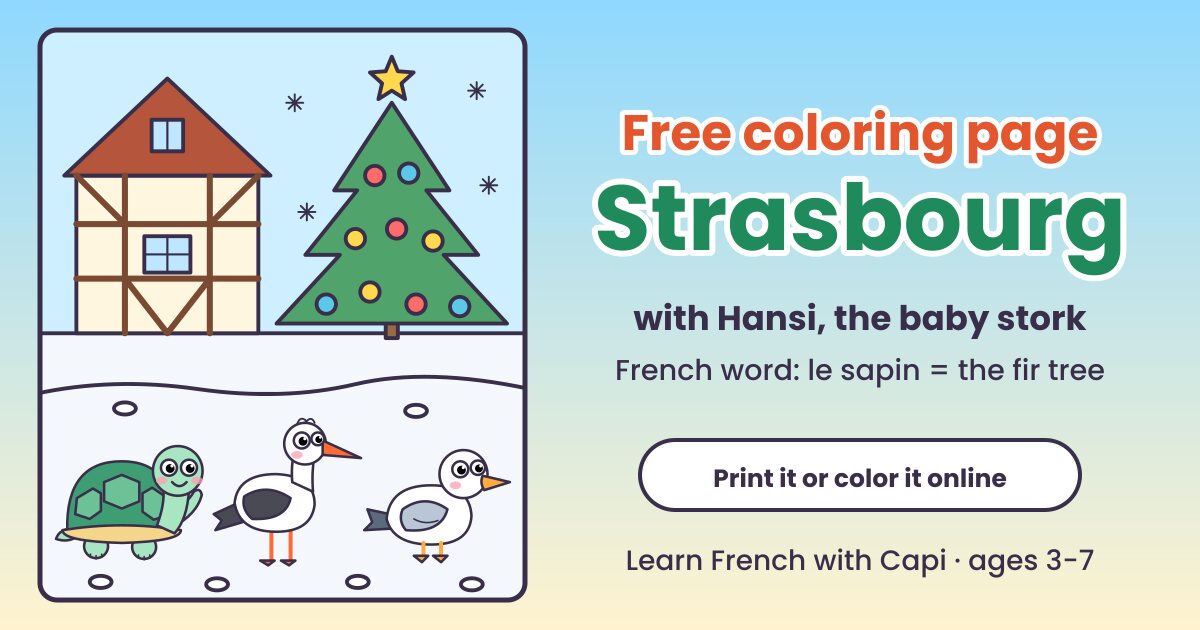 Free coloring page
Strasbourg
with Hansi, the baby stork
French word: le sapin = the fir tree
Print it or color it online
Learn French with Capi · ages 3-7